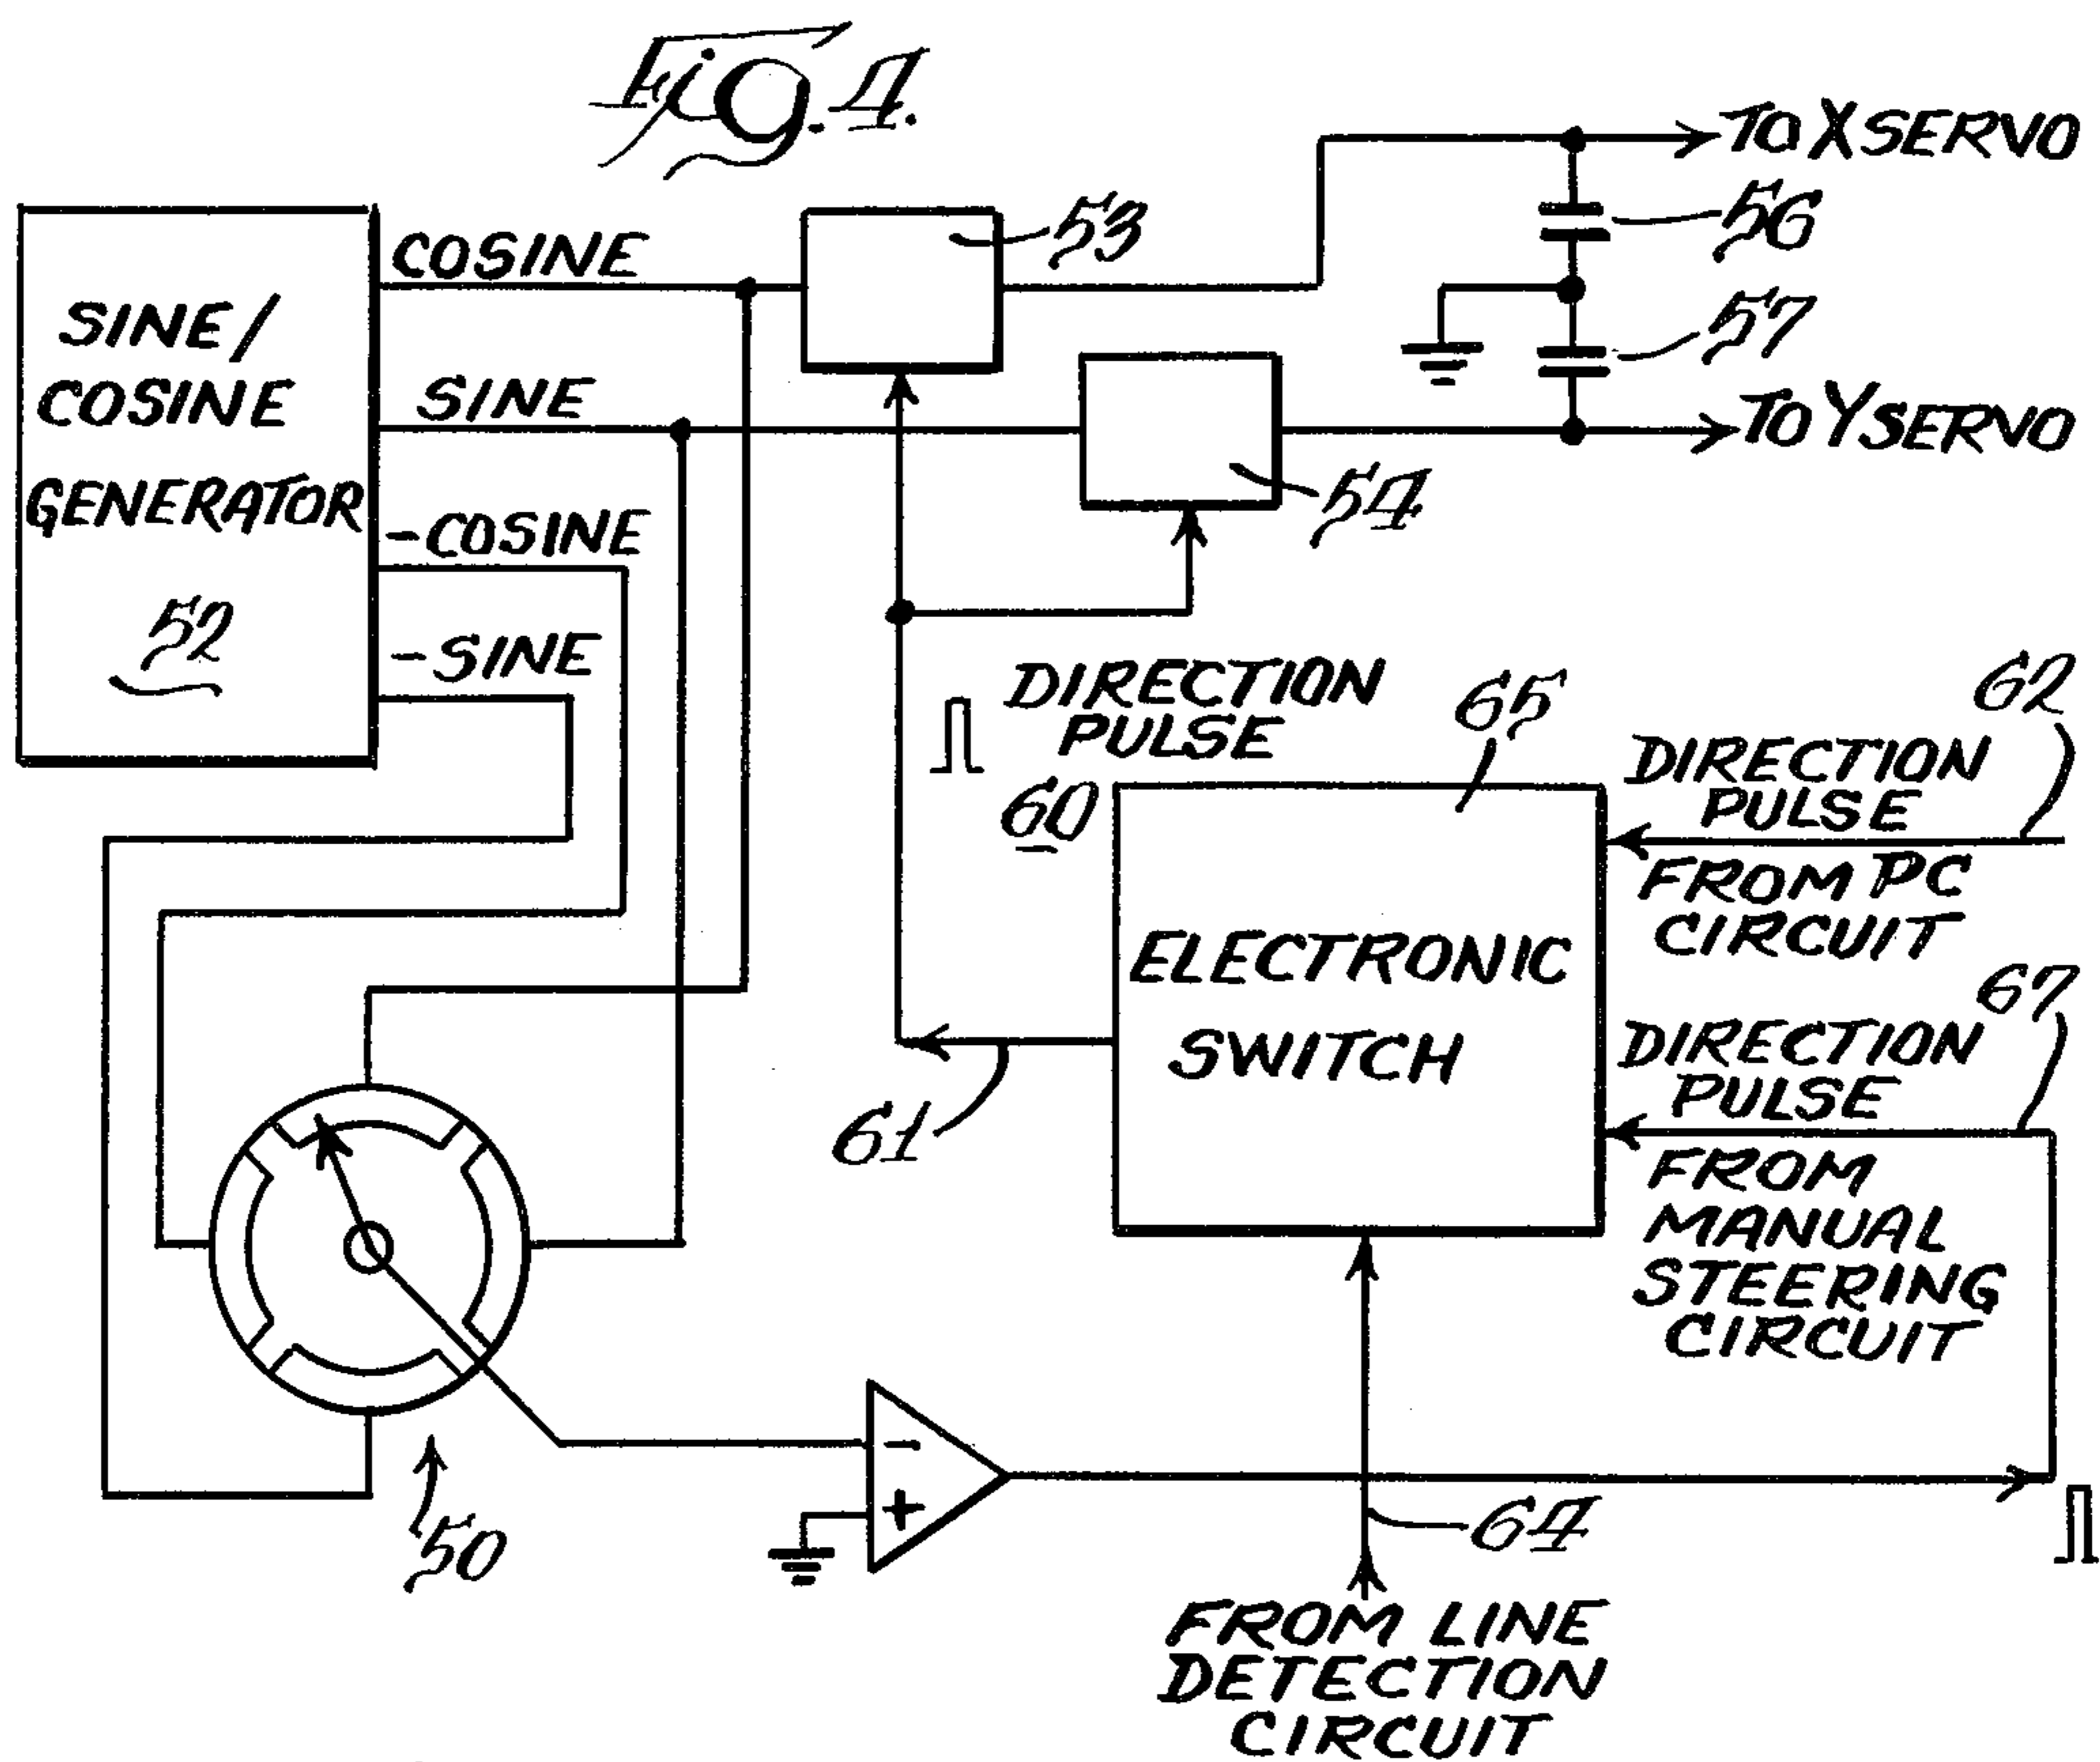 Fig. 4.
TO X SERVO
56
53
COSINE
SINE/
COSINE
GENERATOR
52
57
SINE
TO Y SERVO
54
-COSINE
-SINE
DIRECTION
PULSE
60
65
62
DIRECTION
PULSE
FROM PC
CIRCUIT
ELECTRONIC
SWITCH
67
DIRECTION
PULSE
FROM
MANUAL
STEERING
CIRCUIT
61
-
+
50
64
FROM LINE
DETECTION
CIRCUIT